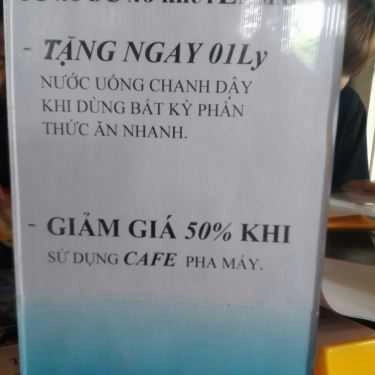 - TẶNG NGAY 01Ly
NƯỚC UỐNG CHANH DÂY
KHI DÙNG BẤT KỲ PHẦN
THỨC ĂN NHANH.
- GIẢM GIÁ 50% KHI
SỬ DỤNG CAFE PHA MÁY.